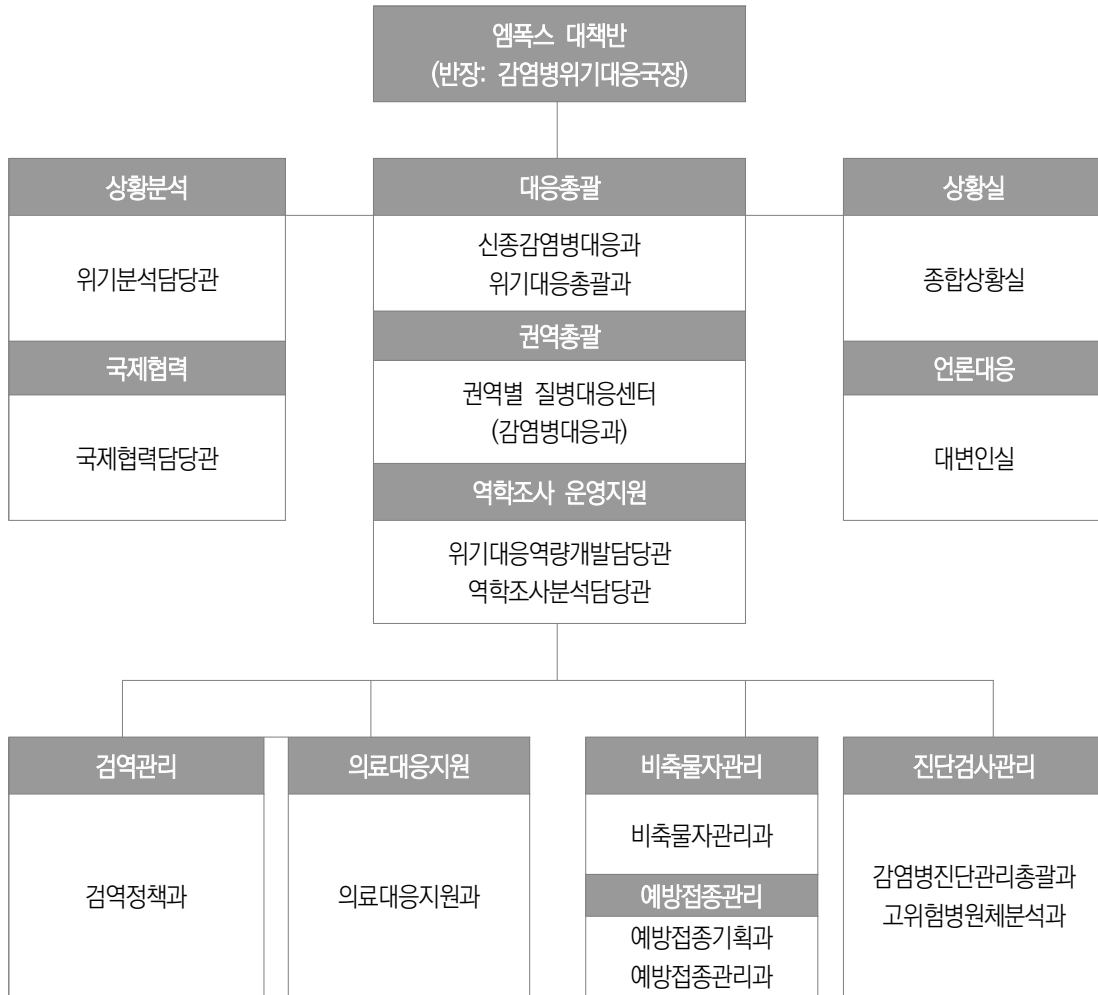 엠폭스 대책반
(반장: 감염병위기대응국장)
상황분석
위기분석담당관
국제협력
국제협력담당관
대응총괄
신종감염병대응과
위기대응총괄과
권역총괄
권역별 질병대응센터
(감염병대응과)
역학조사 운영지원
위기대응역량개발담당관
역학조사분석담당관
상황실
종합상황실
언론대응
대변인실
검역관리
검역정책과
의료대응지원
의료대응지원과
비축물자관리
비축물자관리과
예방접종관리
예방접종기획과
예방접종관리과
진단검사관리
감염병진단관리총괄과
고위험병원체분석과